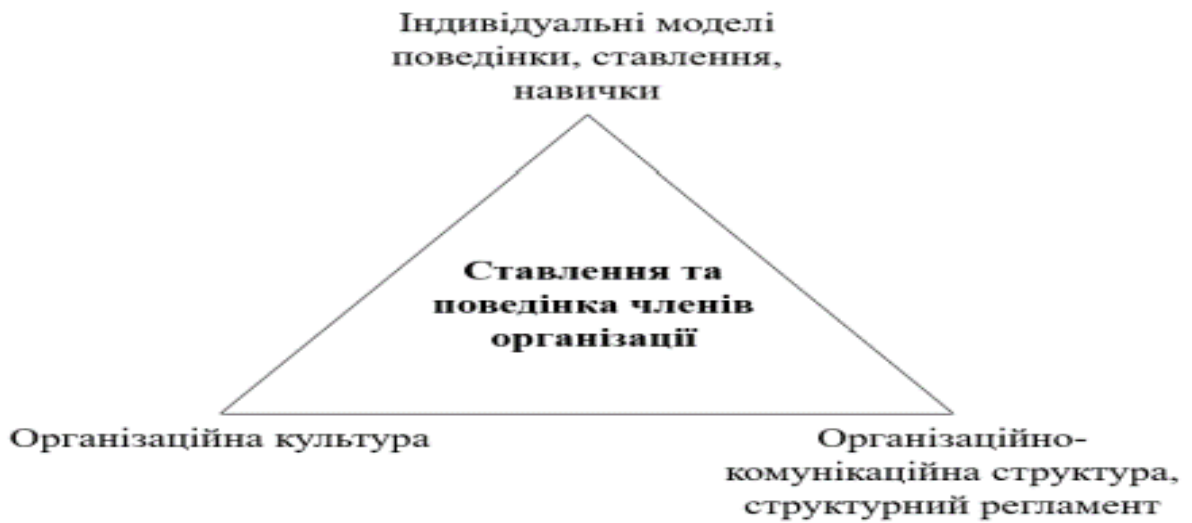 Індивідуальні моделі
поведінки, ставлення,
навички
Ставлення та
поведінка членів
організації
Організаційна культура
Організаційно-
комунікаційна структура,
структурний регламент